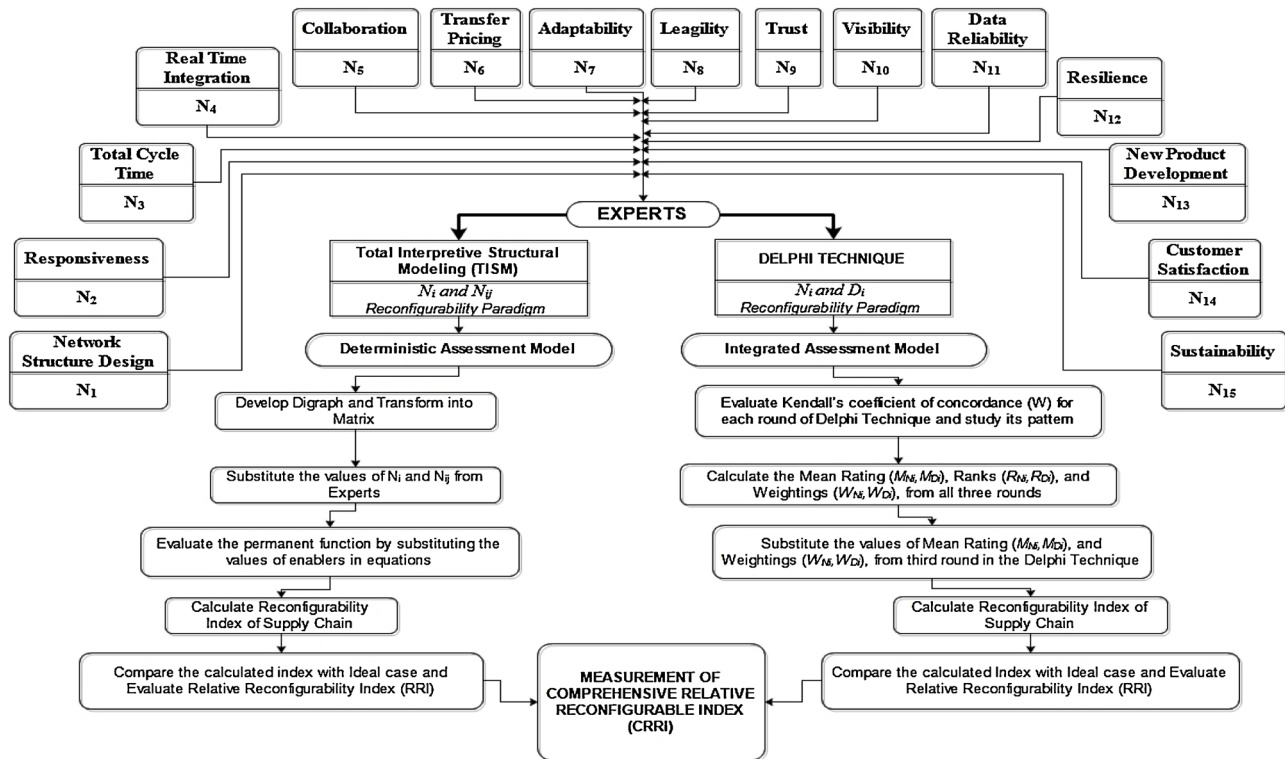 Collaboration
N5
Transfer
Pricing
N6
Adaptability
N7
Leagility
N8
Trust
N9
Visibility
N10
Data
Reliability
N11
Real Time
Integration
N4
Resilience
N12
Total Cycle
Time
N3
New Product
Development
N13
Responsiveness
N2
Customer
Satisfaction
N14
Network
Structure Design
N1
Sustainability
N15
EXPERTS
Total Interpretive Structural
Modeling (TISM)
Ni and Nij
Reconfigurability Paradigm
DELPHI TECHNIQUE
Ni and Di
Reconfigurability Paradigm
Deterministic Assessment Model
Integrated Assessment Model
Develop Digraph and Transform into
Matrix
Evaluate Kendall's coefficient of concordance (W) for
each round of Delphi Technique and study its pattern
Substitute the values of Ni and Nij from
Experts
Calculate the Mean Rating (MNi,MDi), Ranks (RNi,RDi), and
Weightings (WNi,WDi), from all three rounds
Evaluate the permanent function by substituting the
values of enablers in equations
Substitute the values of Mean Rating (MNi,MDi), and
Weightings (WNi,WDi), from third round in the Delphi Technique
Calculate Reconfigurability
Index of Supply Chain
Calculate Reconfigurability Index of
Supply Chain
Compare the calculated index with Ideal case and
Evaluate Relative Reconfigurability Index (RRI)
MEASUREMENT OF
COMPREHENSIVE RELATIVE
RECONFIGURABLE INDEX
(CRRI)
Compare the calculated Index with Ideal case and Evaluate
Relative Reconfigurability Index (RRI)